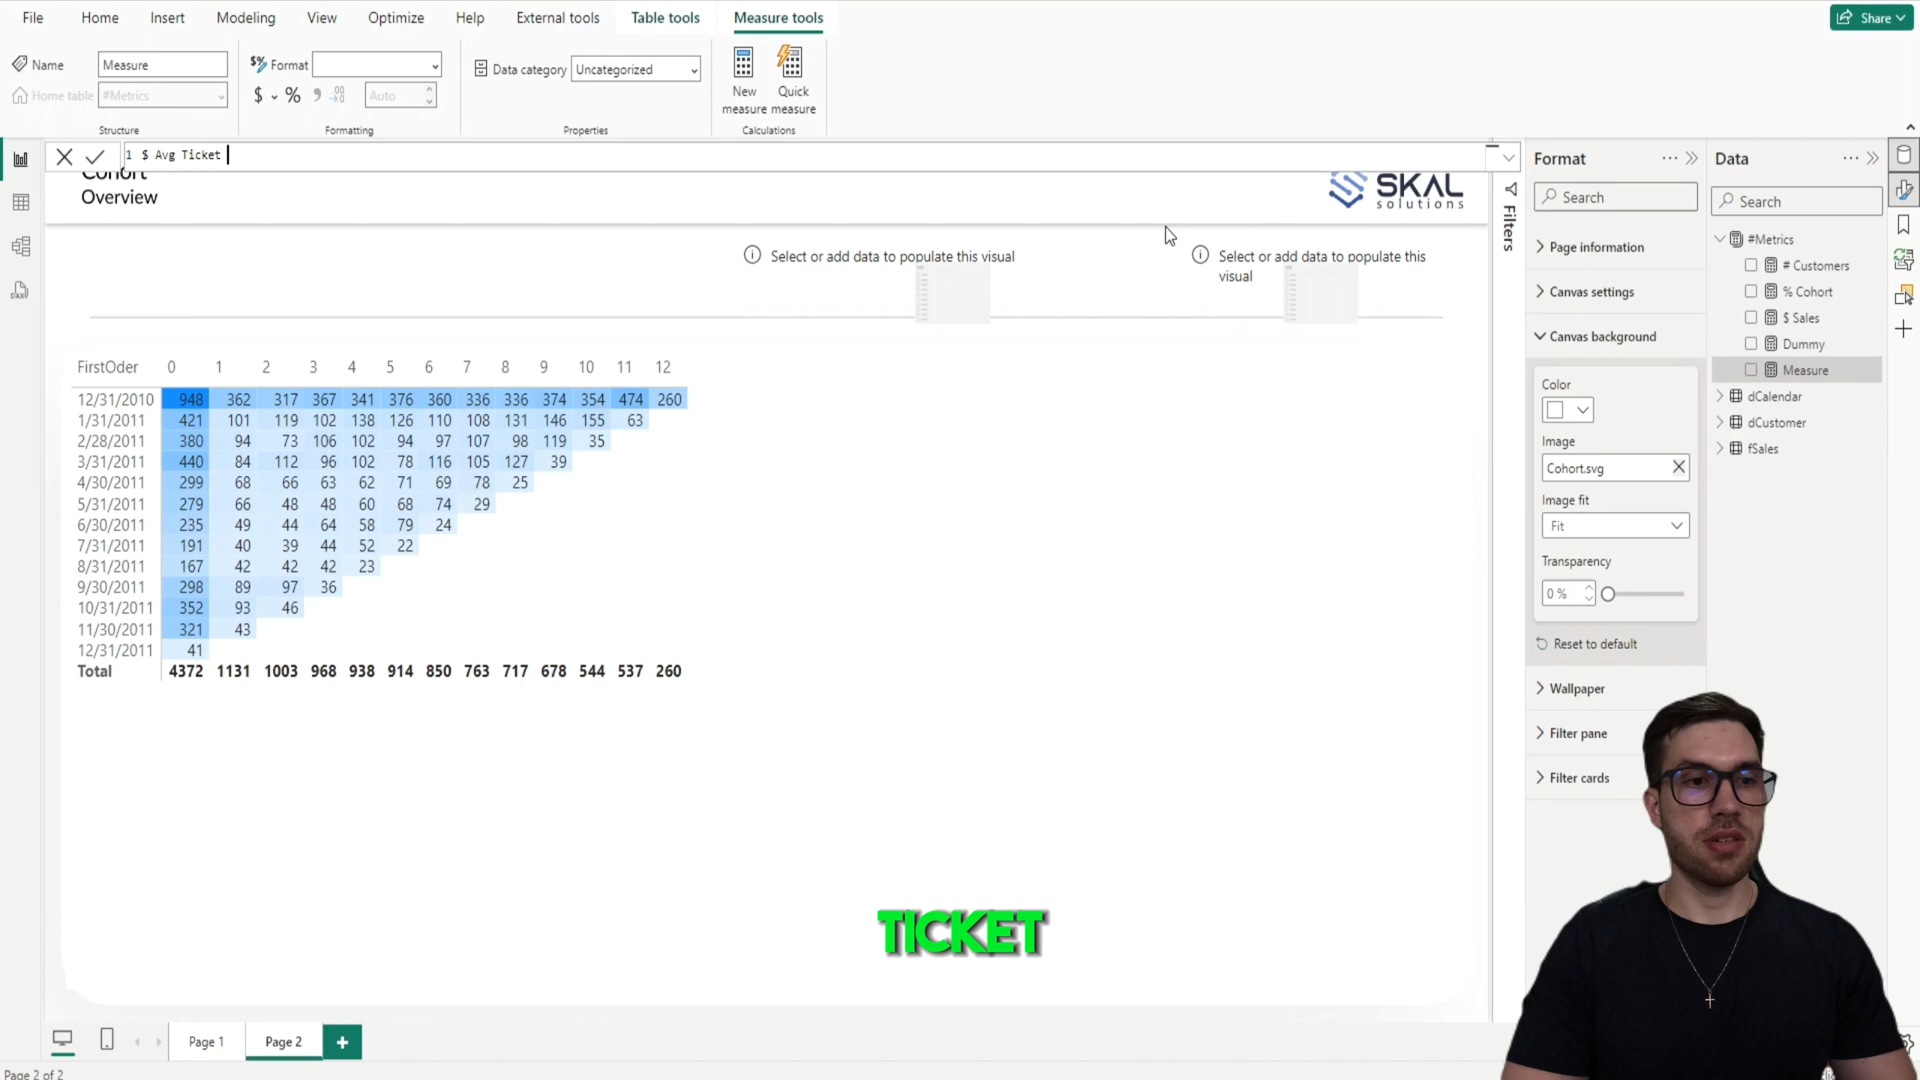 File Home Insert Modeling View Optimize Help External tools Table tools Measure tools Share
Name Measure Format Data category Uncategorized New measure Quick measure
Home table #Metrics $ % Auto
Structure Formatting Properties Calculations
1 $ Avg Ticket
Cohort
Overview
SKAL
solutions
Select or add data to populate this visual
Select or add data to populate this
visual
FirstOder 0 1 2 3 4 5 6 7 8 9 10 11 12
12/31/2010 948 362 317 367 341 376 360 336 336 374 354 474 260
1/31/2011 421 101 119 102 138 126 110 108 131 146 155 63
2/28/2011 380 94 73 106 102 94 97 107 98 119 35
3/31/2011 440 84 112 96 102 78 116 105 127 39
4/30/2011 299 68 66 63 62 71 69 78 25
5/31/2011 279 66 48 48 60 68 74 29
6/30/2011 235 49 44 64 58 79 24
7/31/2011 191 40 39 44 52 22
8/31/2011 167 42 42 42 23
9/30/2011 298 89 97 36
10/31/2011 352 93 46
11/30/2011 321 43
12/31/2011 41
Total 4372 1131 1003 968 938 914 850 763 717 678 544 537 260
TICKET
Filters
Format
Search
Page information
Canvas settings
Canvas background
Color
Image
Cohort.svg
Image fit
Fit
Transparency
0 %
Reset to default
Wallpaper
Filter pane
Filter cards
Data
Search
#Metrics
# Customers
% Cohort
$ Sales
Dummy
Measure
dCalendar
dCustomer
fSales
Page 1 Page 2
Page 2 of 2